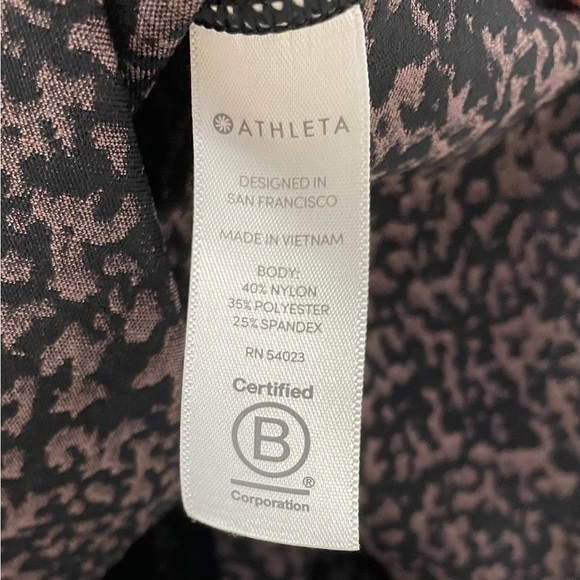 ATHLETA
DESIGNED IN
SAN FRANCISCO
MADE IN VIETNAM
BODY:
40% NYLON
35% POLYESTER
25% SPANDEX
RN 54023
Certified
B
®
Corporation